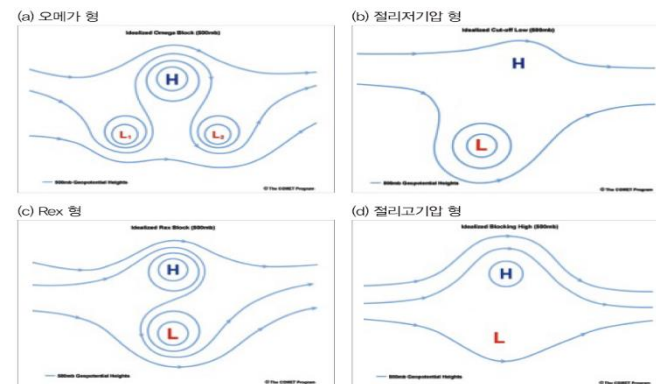 (a) 오메가 형
Idealized Omega Block (500mb)
H
L₁
L₂
500mb Geopotential Heights
© The COMET Program
(b) 절리저기압 형
Idealized Cut-off Low (500mb)
H
L
500mb Geopotential Heights
© The COMET Program
(c) Rex 형
Idealized Rex Block (500mb)
H
L
500mb Geopotential Heights
© The COMET Program
(d) 절리고기압 형
Idealized Blocking High (500mb)
H
L
500mb Geopotential Heights
© The COMET Program